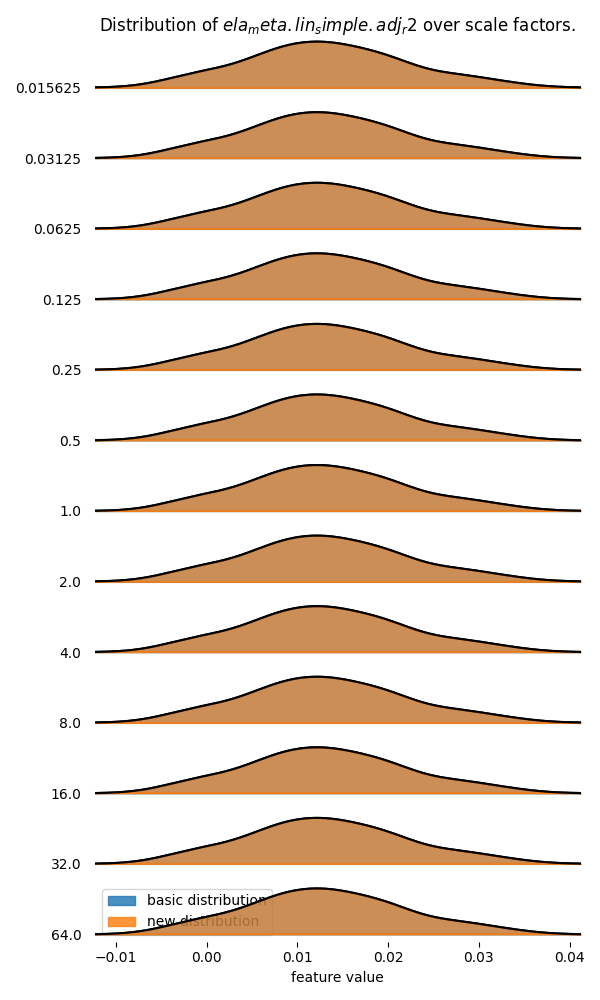 Distribution of ela_meta.lin_simple.adj_r2 over scale factors.
0.015625
0.03125
0.0625
0.125
0.25
0.5
1.0
2.0
4.0
8.0
16.0
32.0
basic distribution
new distribution
64.0
−0.01 0.00 0.01 0.02 0.03 0.04
feature value